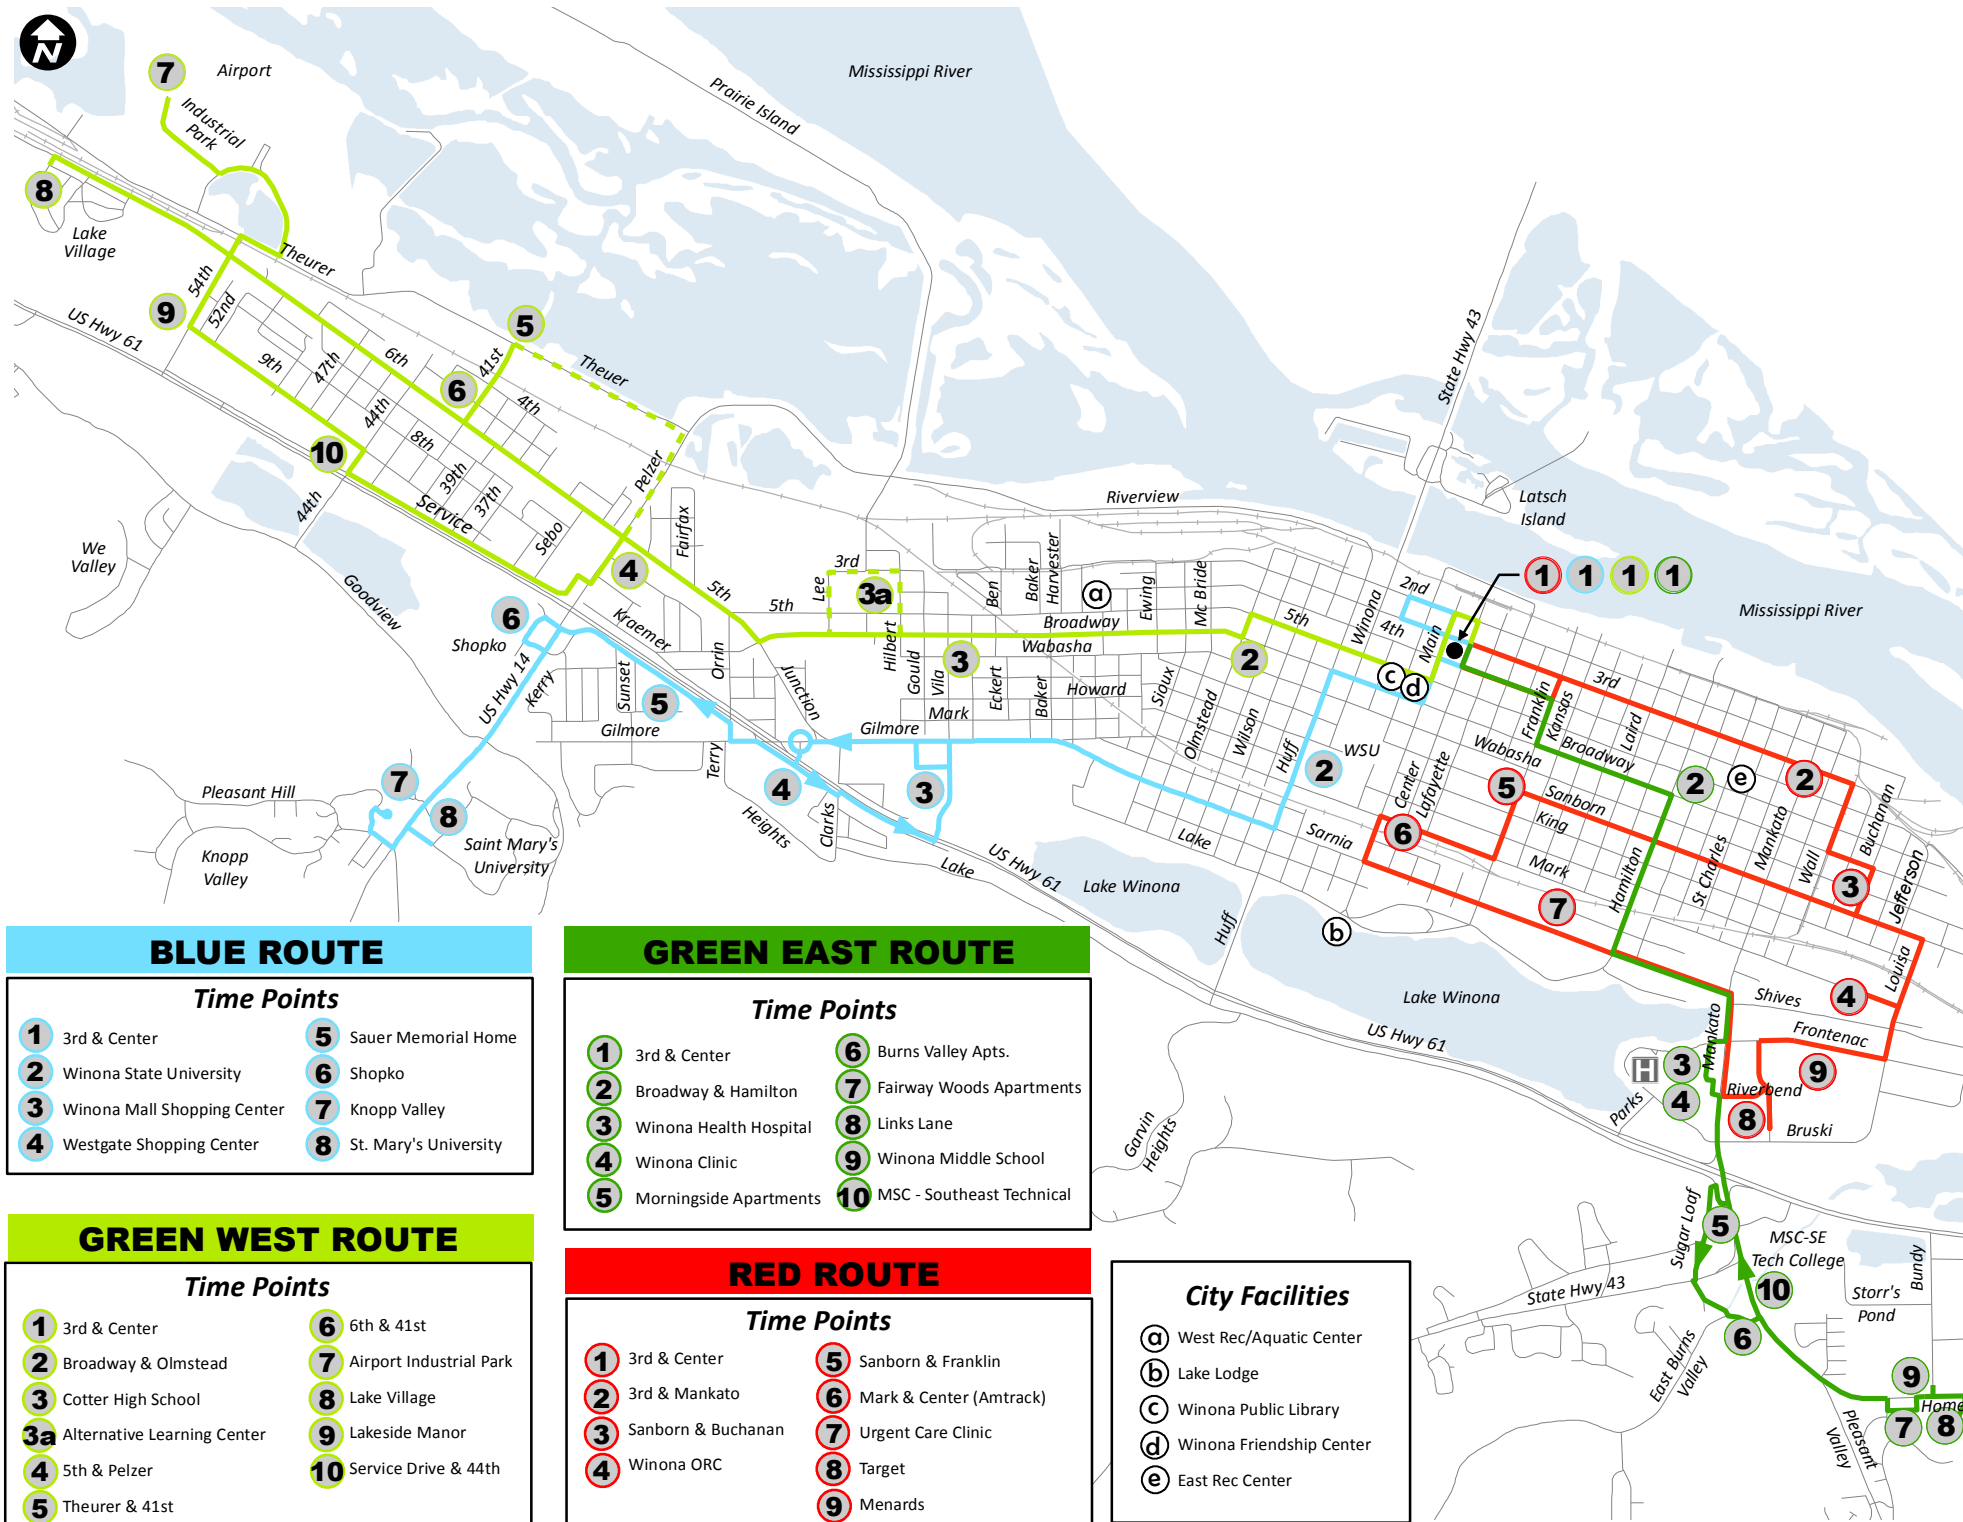 N
7
Airport
Industrial
Park
8
Lake
Village
Theurer
54th
9
52nd
US Hwy 61
9th
47th
6th
41st
5
Theuer
6
4th
44th
8th
10
39th
37th
Service
Sebo
44th
Pelzer
Fairfax
4
We
Valley
Goodview
Prairie Island
Mississippi River
State Hwy 43
Latsch
Island
Riverview
Mississippi River
1
1
1
1
3rd
Lee
3a
5th
5th
Hilbert
Ben
Baker
Harvester
a
Ewing
Mc Bride
Broadway
Wabasha
Gould
Vila
3
Eckert
Baker
Howard
Mark
Gilmore
Kraemer
Orrin
Junction
6
Shopko
US Hwy 14
Kerry
Sunset
5
Gilmore
Terry
4
Heights
Clarks
3
Lake
US Hwy 61
Pleasant Hill
7
8
Knopp
Valley
Saint Mary's
University
2
5th
Winona
4th
2nd
Main
c
d
3rd
Sioux
Olmstead
Wilson
Huff
2
WSU
Center
Lafayette
Wabasha
Franklin
Kansas
Broadway
Laird
2
e
2
5
Sanborn
King
6
Sarnia
Lake
Mark
7
Hamilton
St Charles
Mankato
Wall
Buchanan
3
Jefferson
Louisa
4
Shives
Frontenac
Mankato
Lake Winona
Huff
b
Lake Winona
US Hwy 61
H
3
4
Parks
Riverbend
8
9
Bruski
Garvin
Heights
Sugar Loaf
5
MSC-SE
Tech College
10
State Hwy 43
6
East Burns
Valley
Storr's
Pond
Bundy
9
Home
7
8
Pleasant
Valley
BLUE ROUTE
Time Points
1 3rd & Center
2 Winona State University
3 Winona Mall Shopping Center
4 Westgate Shopping Center
5 Sauer Memorial Home
6 Shopko
7 Knopp Valley
8 St. Mary's University
GREEN EAST ROUTE
Time Points
1 3rd & Center
2 Broadway & Hamilton
3 Winona Health Hospital
4 Winona Clinic
5 Morningside Apartments
6 Burns Valley Apts.
7 Fairway Woods Apartments
8 Links Lane
9 Winona Middle School
10 MSC - Southeast Technical
GREEN WEST ROUTE
Time Points
1 3rd & Center
2 Broadway & Olmstead
3 Cotter High School
3a Alternative Learning Center
4 5th & Pelzer
5 Theurer & 41st
6 6th & 41st
7 Airport Industrial Park
8 Lake Village
9 Lakeside Manor
10 Service Drive & 44th
RED ROUTE
Time Points
1 3rd & Center
2 3rd & Mankato
3 Sanborn & Buchanan
4 Winona ORC
5 Sanborn & Franklin
6 Mark & Center (Amtrack)
7 Urgent Care Clinic
8 Target
9 Menards
City Facilities
a West Rec/Aquatic Center
b Lake Lodge
c Winona Public Library
d Winona Friendship Center
e East Rec Center